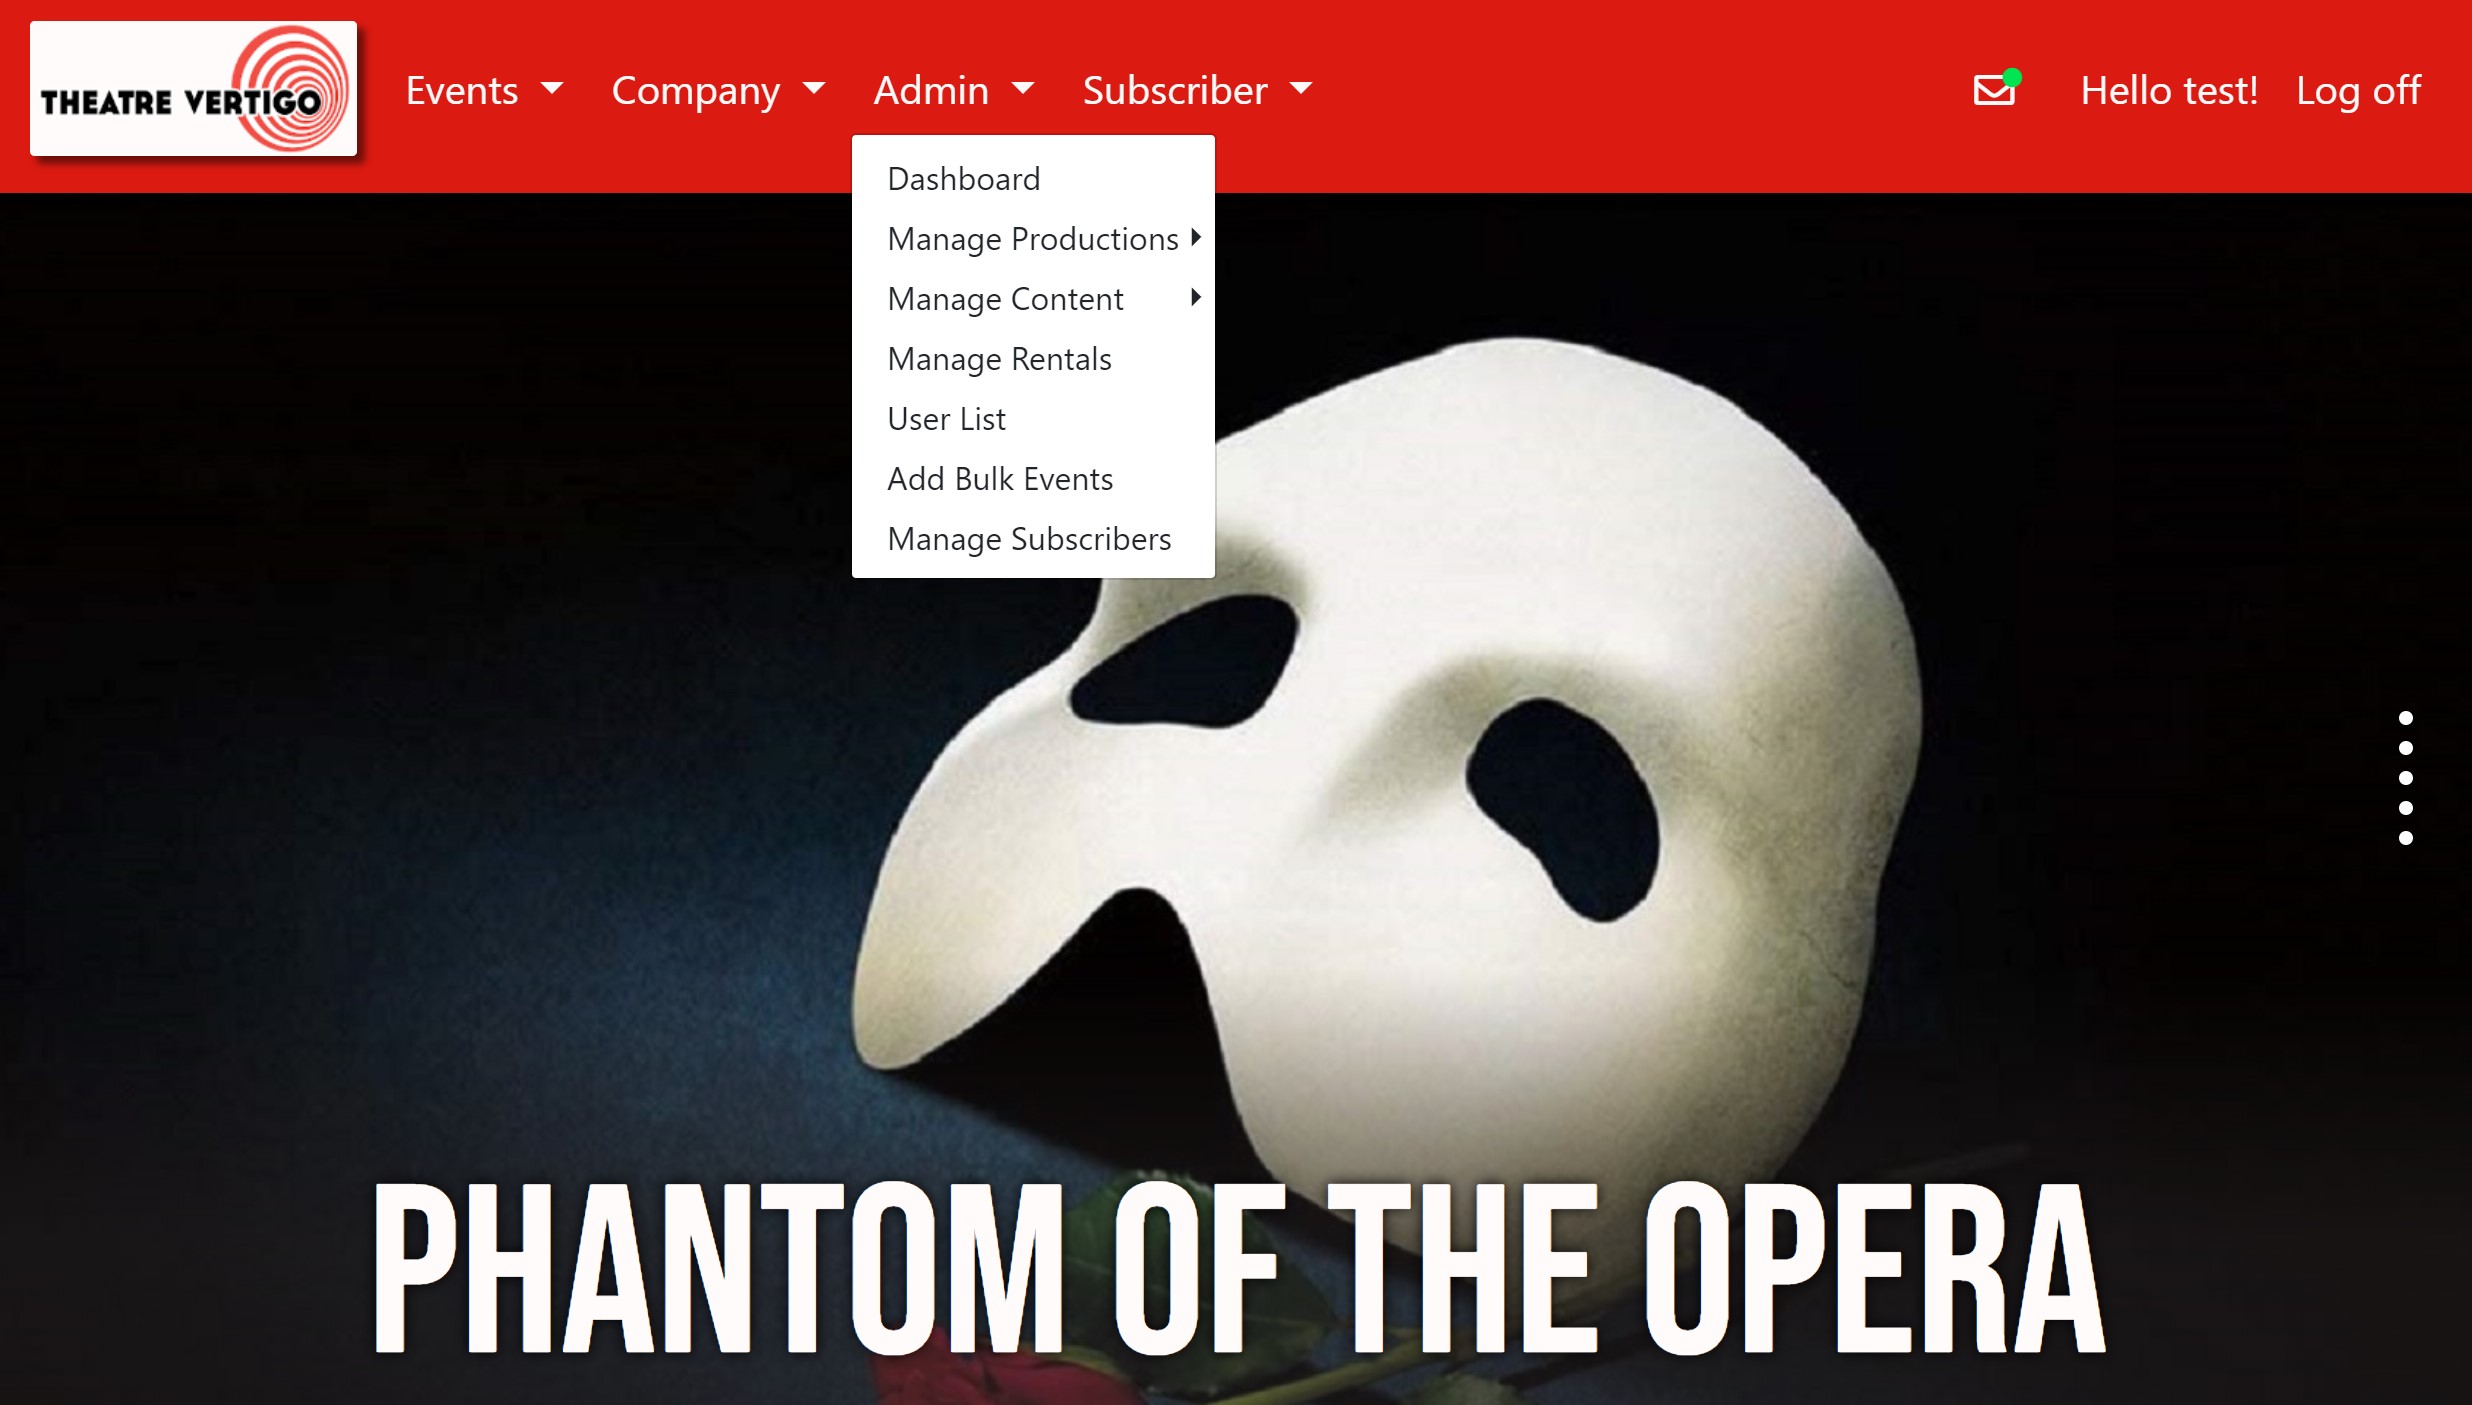 THEATRE VERTIGO
Events Company Admin Subscriber Hello test! Log off
Dashboard
Manage Productions
Manage Content
Manage Rentals
User List
Add Bulk Events
Manage Subscribers
PHANTOM OF THE OPERA